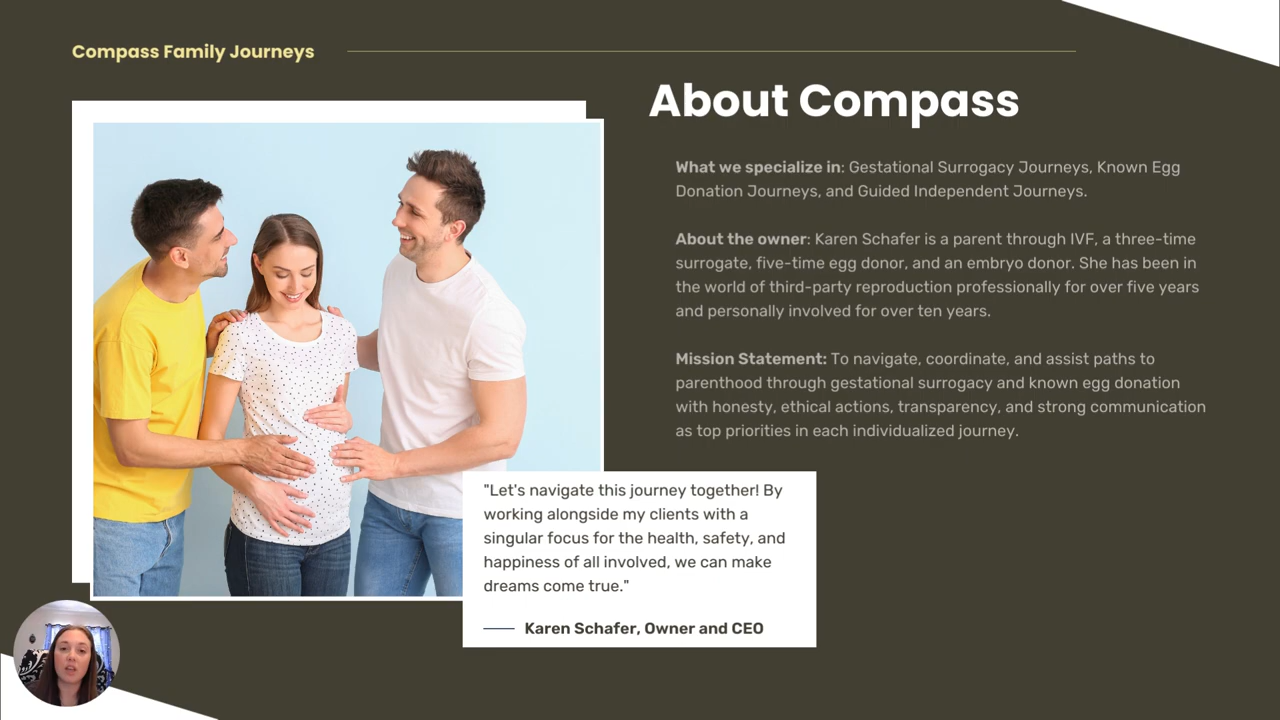 Compass Family Journeys
About Compass
What we specialize in: Gestational Surrogacy Journeys, Known Egg
Donation Journeys, and Guided Independent Journeys.
About the owner: Karen Schafer is a parent through IVF, a three-time
surrogate, five-time egg donor, and an embryo donor. She has been in
the world of third-party reproduction professionally for over five years
and personally involved for over ten years.
Mission Statement: To navigate, coordinate, and assist paths to
parenthood through gestational surrogacy and known egg donation
with honesty, ethical actions, transparency, and strong communication
as top priorities in each individualized journey.
"Let's navigate this journey together! By
working alongside my clients with a
singular focus for the health, safety, and
happiness of all involved, we can make
dreams come true."
Karen Schafer, Owner and CEO